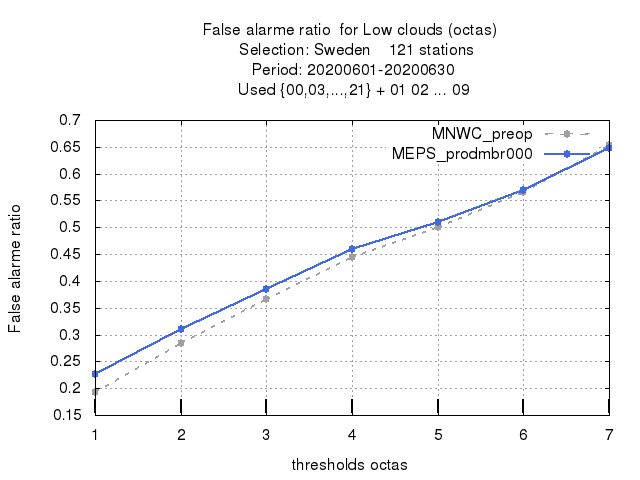 False alarme ratio  for Low clouds (octas)
Selection: Sweden    121 stations
Period: 20200601-20200630
Used {00,03,...,21} + 01 02 ... 09
MNWC_preop
MEPS_prodmbr000
False alarme ratio
0.7
0.65
0.6
0.55
0.5
0.45
0.4
0.35
0.3
0.25
0.2
0.15
1 2 3 4 5 6 7
thresholds octas